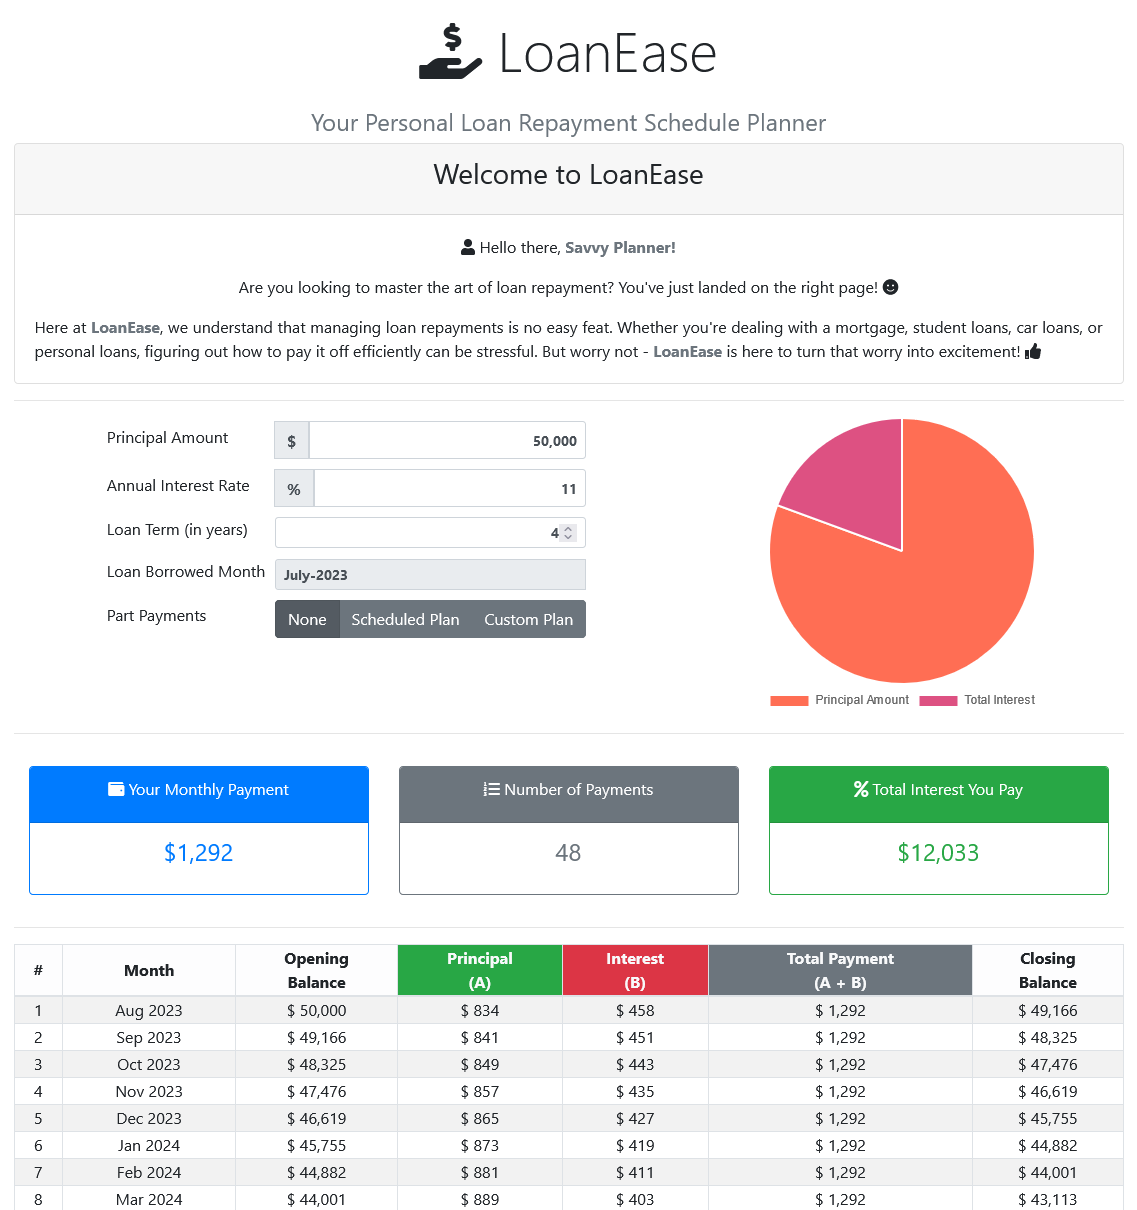 LoanEase
Your Personal Loan Repayment Schedule Planner
Welcome to LoanEase
Hello there, Savvy Planner!
Are you looking to master the art of loan repayment? You've just landed on the right page!
Here at LoanEase, we understand that managing loan repayments is no easy feat. Whether you're dealing with a mortgage, student loans, car loans, or
personal loans, figuring out how to pay it off efficiently can be stressful. But worry not - LoanEase is here to turn that worry into excitement!
Principal Amount $ 50,000
Annual Interest Rate % 11
Loan Term (in years) 4
Loan Borrowed Month July-2023
Part Payments None Scheduled Plan Custom Plan
Principal Amount Total Interest
Your Monthly Payment
$1,292
Number of Payments
48
Total Interest You Pay
$12,033
# Month Opening Balance Principal (A) Interest (B) Total Payment (A + B) Closing Balance
1 Aug 2023 $ 50,000 $ 834 $ 458 $ 1,292 $ 49,166
2 Sep 2023 $ 49,166 $ 841 $ 451 $ 1,292 $ 48,325
3 Oct 2023 $ 48,325 $ 849 $ 443 $ 1,292 $ 47,476
4 Nov 2023 $ 47,476 $ 857 $ 435 $ 1,292 $ 46,619
5 Dec 2023 $ 46,619 $ 865 $ 427 $ 1,292 $ 45,755
6 Jan 2024 $ 45,755 $ 873 $ 419 $ 1,292 $ 44,882
7 Feb 2024 $ 44,882 $ 881 $ 411 $ 1,292 $ 44,001
8 Mar 2024 $ 44,001 $ 889 $ 403 $ 1,292 $ 43,113